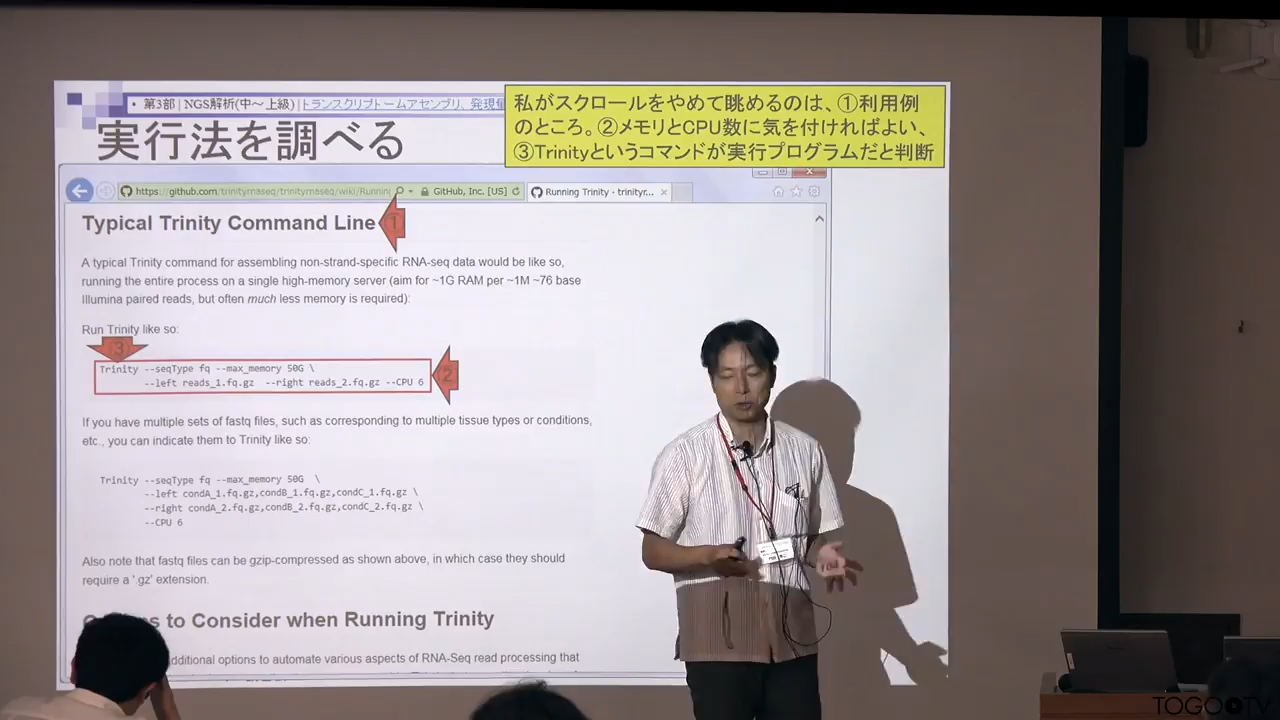 • 第3部 | NGS解析(中～上級) | トランスクリプトームアセンブリ、発現
実行法を調べる
私がスクロールをやめて眺めるのは、①利用例
のところ。②メモリとCPU数に気を付ければよい、
③Trinityというコマンドが実行プログラムだと判断
https://github.com/trinityrnaseq/trinityrnaseq/wiki/Running
GitHub, Inc. [US]
Running Trinity · trinityr...
Typical Trinity Command Line
①
A typical Trinity command for assembling non-strand-specific RNA-seq data would be like so,
running the entire process on a single high-memory server (aim for ~1G RAM per ~1M ~76 base
Illumina paired reads, but often much less memory is required):
Run Trinity like so:
③
Trinity --seqType fq --max_memory 50G \
--left reads_1.fq.gz --right reads_2.fq.gz --CPU 6
②
If you have multiple sets of fastq files, such as corresponding to multiple tissue types or conditions,
etc., you can indicate them to Trinity like so:
Trinity --seqType fq --max_memory 50G \
--left condA_1.fq.gz,condB_1.fq.gz,condC_1.fq.gz \
--right condA_2.fq.gz,condB_2.fq.gz,condC_2.fq.gz \
--CPU 6
Also note that fastq files can be gzip-compressed as shown above, in which case they should
require a '.gz' extension.
to Consider when Running Trinity
additional options to automate various aspects of RNA-Seq read processing that
TOGOTV